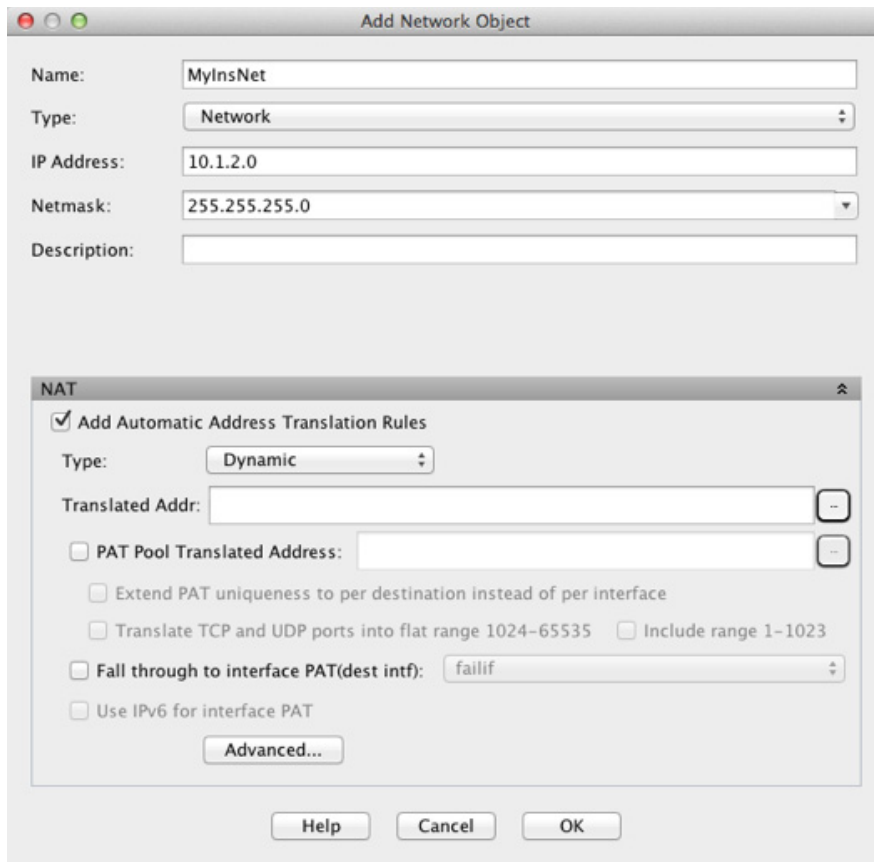 Add Network Object
Name: MyInsNet
Type: Network
IP Address: 10.1.2.0
Netmask: 255.255.255.0
Description:
NAT
Add Automatic Address Translation Rules
Type: Dynamic
Translated Addr: ...
PAT Pool Translated Address: ...
Extend PAT uniqueness to per destination instead of per interface
Translate TCP and UDP ports into flat range 1024-65535 Include range 1-1023
Fall through to interface PAT(dest intf): failif
Use IPv6 for interface PAT
Advanced...
Help Cancel OK